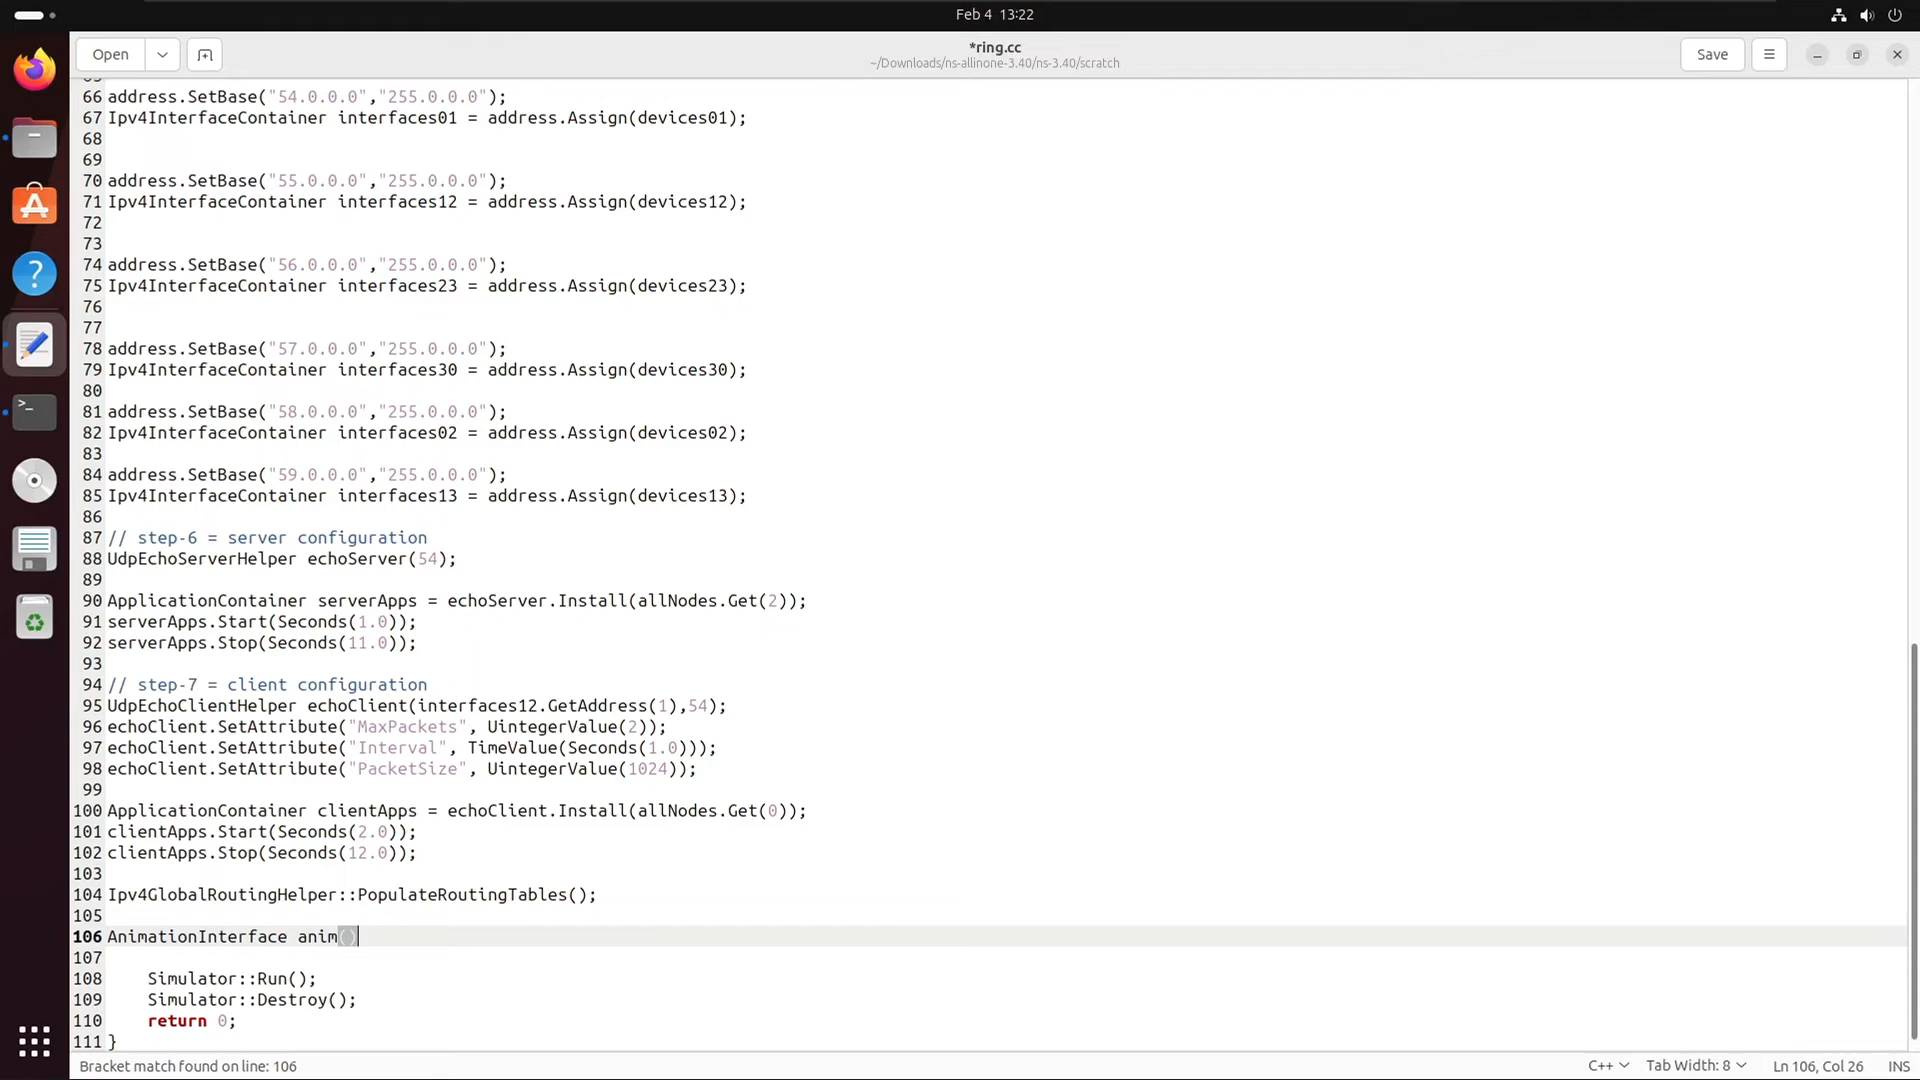 Feb 4 13:22
Open
*ring.cc
~/Downloads/ns-allinone-3.40/ns-3.40/scratch
Save
66 address.SetBase("54.0.0.0","255.0.0.0");
67 Ipv4InterfaceContainer interfaces01 = address.Assign(devices01);
68
69
70 address.SetBase("55.0.0.0","255.0.0.0");
71 Ipv4InterfaceContainer interfaces12 = address.Assign(devices12);
72
73
74 address.SetBase("56.0.0.0","255.0.0.0");
75 Ipv4InterfaceContainer interfaces23 = address.Assign(devices23);
76
77
78 address.SetBase("57.0.0.0","255.0.0.0");
79 Ipv4InterfaceContainer interfaces30 = address.Assign(devices30);
80
81 address.SetBase("58.0.0.0","255.0.0.0");
82 Ipv4InterfaceContainer interfaces02 = address.Assign(devices02);
83
84 address.SetBase("59.0.0.0","255.0.0.0");
85 Ipv4InterfaceContainer interfaces13 = address.Assign(devices13);
86
87 // step-6 = server configuration
88 UdpEchoServerHelper echoServer(54);
89
90 ApplicationContainer serverApps = echoServer.Install(allNodes.Get(2));
91 serverApps.Start(Seconds(1.0));
92 serverApps.Stop(Seconds(11.0));
93
94 // step-7 = client configuration
95 UdpEchoClientHelper echoClient(interfaces12.GetAddress(1),54);
96 echoClient.SetAttribute("MaxPackets", UintegerValue(2));
97 echoClient.SetAttribute("Interval", TimeValue(Seconds(1.0)));
98 echoClient.SetAttribute("PacketSize", UintegerValue(1024));
99
100 ApplicationContainer clientApps = echoClient.Install(allNodes.Get(0));
101 clientApps.Start(Seconds(2.0));
102 clientApps.Stop(Seconds(12.0));
103
104 Ipv4GlobalRoutingHelper::PopulateRoutingTables();
105
106 AnimationInterface anim()
107
108 Simulator::Run();
109 Simulator::Destroy();
110 return 0;
111 }
Bracket match found on line: 106
C++
Tab Width: 8
Ln 106, Col 26
INS